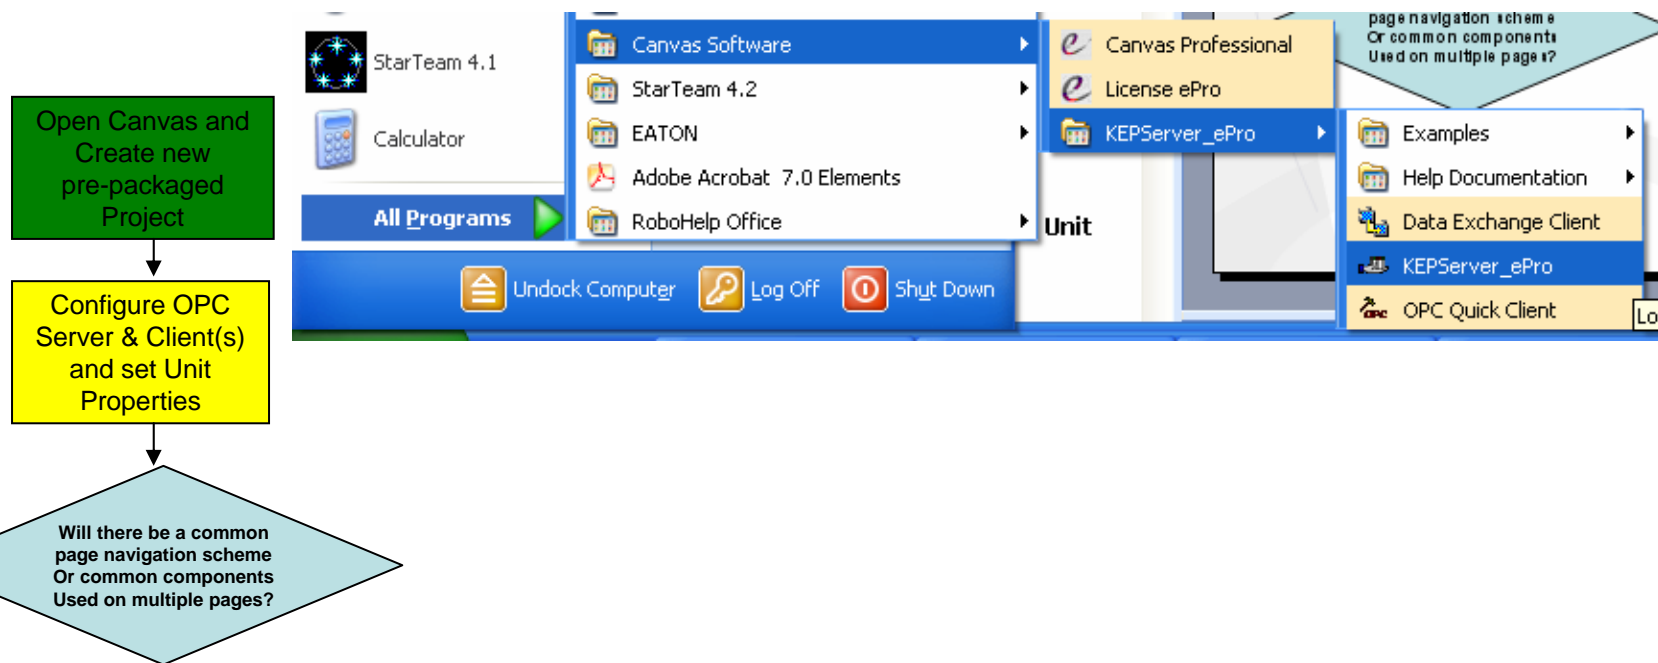 Open Canvas and
Create new
pre-packaged
Project
Configure OPC
Server & Client(s)
and set Unit
Properties
Will there be a common
page navigation scheme
Or common components
Used on multiple pages?
StarTeam 4.1
Calculator
All Programs
Canvas Software
StarTeam 4.2
EATON
Adobe Acrobat 7.0 Elements
RoboHelp Office
Undock Computer
Log Off
Shut Down
Canvas Professional
License ePro
KEPServer_ePro
Unit
page navigation scheme
Or common components
Used on multiple pages?
Examples
Help Documentation
Data Exchange Client
KEPServer_ePro
OPC Quick Client
Lo